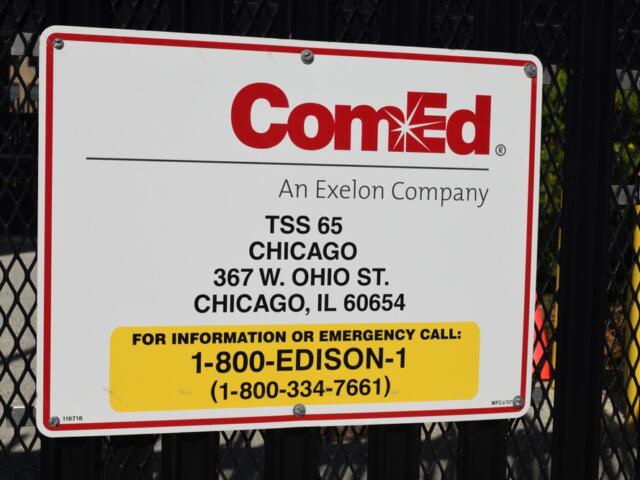 ComEd®
An Exelon Company
TSS 65
CHICAGO
367 W. OHIO ST.
CHICAGO, IL 60654
FOR INFORMATION OR EMERGENCY CALL:
1-800-EDISON-1
(1-800-334-7661)
116718